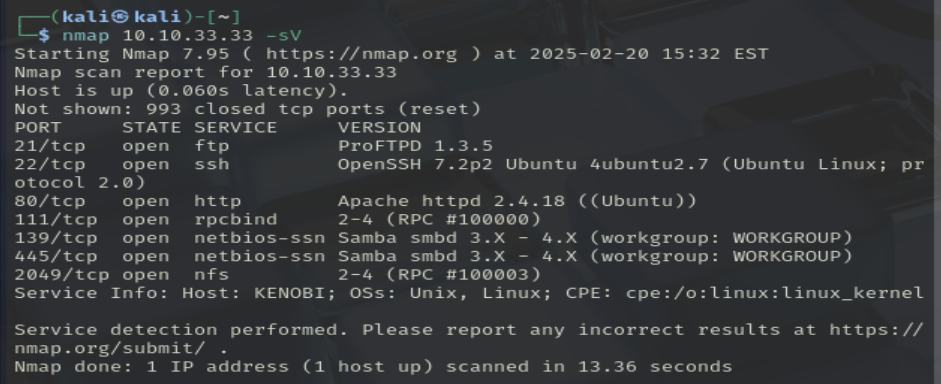 ┌──(kali㉿kali)-[~]
└─$ nmap 10.10.33.33 -sV
Starting Nmap 7.95 ( https://nmap.org ) at 2025-02-20 15:32 EST
Nmap scan report for 10.10.33.33
Host is up (0.060s latency).
Not shown: 993 closed tcp ports (reset)
PORT     STATE SERVICE     VERSION
21/tcp   open  ftp         ProFTPD 1.3.5
22/tcp   open  ssh         OpenSSH 7.2p2 Ubuntu 4ubuntu2.7 (Ubuntu Linux; pr
otocol 2.0)
80/tcp   open  http        Apache httpd 2.4.18 ((Ubuntu))
111/tcp  open  rpcbind     2-4 (RPC #100000)
139/tcp  open  netbios-ssn Samba smbd 3.X - 4.X (workgroup: WORKGROUP)
445/tcp  open  netbios-ssn Samba smbd 3.X - 4.X (workgroup: WORKGROUP)
2049/tcp open  nfs         2-4 (RPC #100003)
Service Info: Host: KENOBI; OSs: Unix, Linux; CPE: cpe:/o:linux:linux_kernel

Service detection performed. Please report any incorrect results at https://
nmap.org/submit/ .
Nmap done: 1 IP address (1 host up) scanned in 13.36 seconds